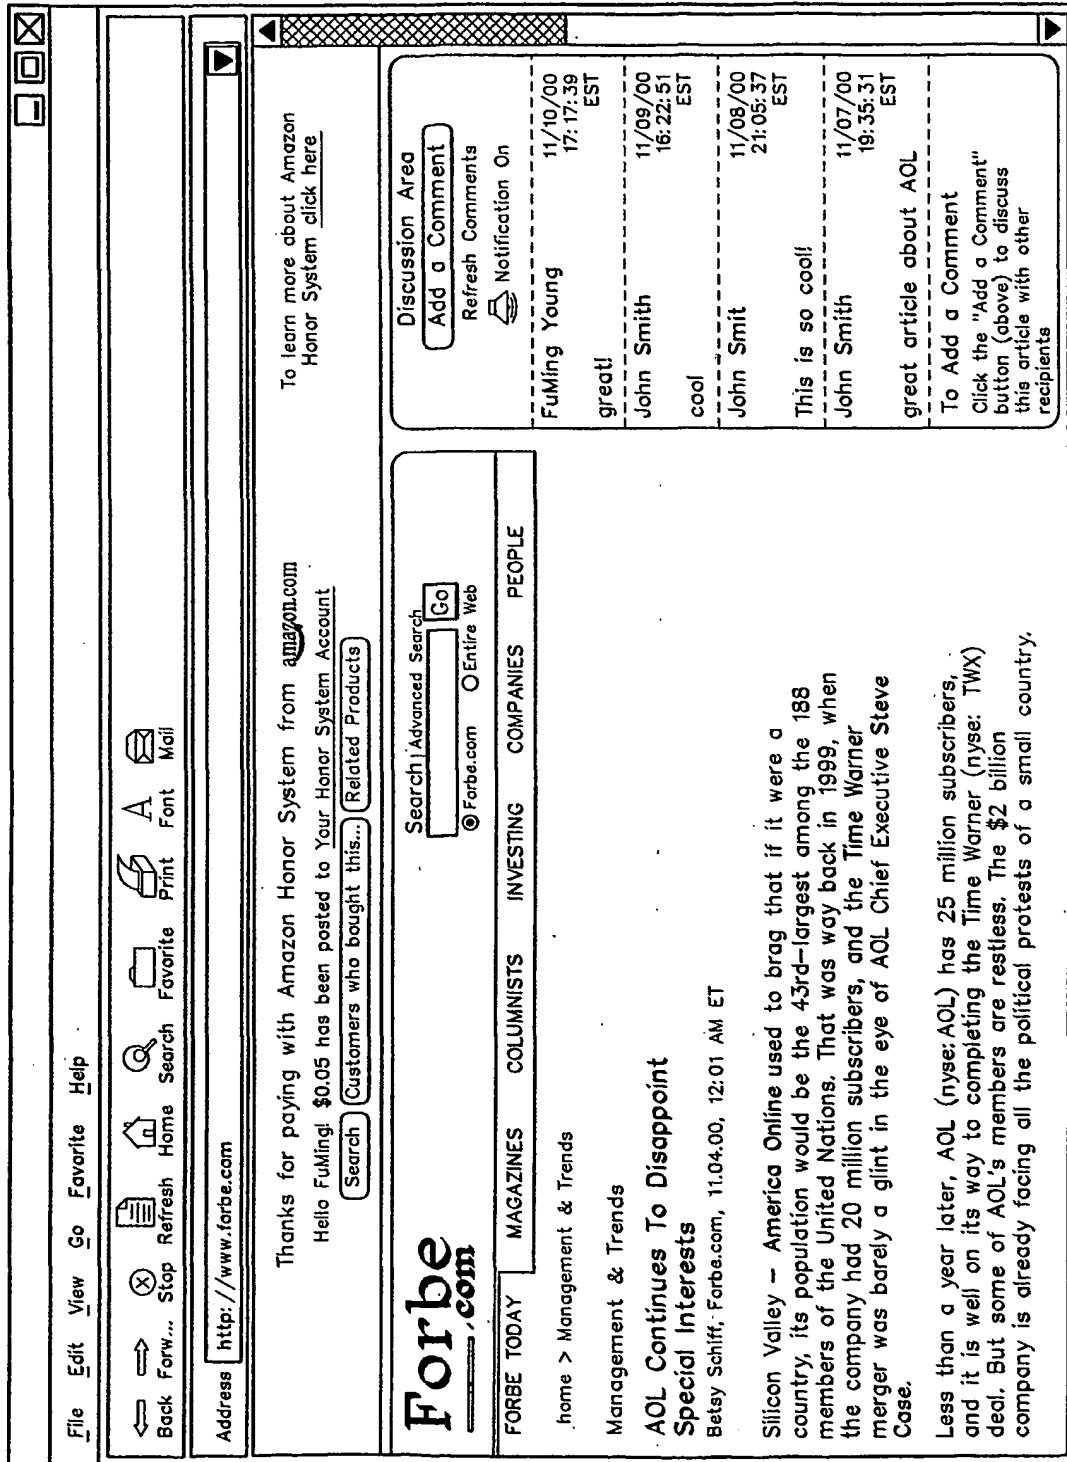 File Edit View Go Favorite Help
Back Forw... Stop Refresh Home Search Favorite Print Font Mail
Address http://www.forbe.com
Thanks for paying with Amazon Honor System from amazon.com
Hello FuMing! $0.05 has been posted to Your Honor System Account
Search Customers who bought this... Related Products
To learn more about Amazon
Honor System click here
Forbe
.com
Search | Advanced Search
Go
Forbe.com Entire Web
FORBE TODAY MAGAZINES COLUMNISTS INVESTING COMPANIES PEOPLE
home > Management & Trends
Management & Trends
AOL Continues To Disappoint
Special Interests
Betsy Schiff, Forbe.com, 11.04.00, 12:01 AM ET
Silicon Valley - America Online used to brag that if it were a
country, its population would be the 43rd-largest among the 188
members of the United Nations. That was way back in 1999, when
the company had 20 million subscribers, and the Time Warner
merger was barely a glint in the eye of AOL Chief Executive Steve
Case.
Less than a year later, AOL (nyse: AOL) has 25 million subscribers,
and it is well on its way to completing the Time Warner (nyse: TWX)
deal. But some of AOL's members are restless. The $2 billion
company is already facing all the political protests of a small country.
Discussion Area
Add a Comment
Refresh Comments
Notification On
FuMing Young 11/10/00
17:17:39
EST
great!
John Smith 11/09/00
16:22:51
EST
cool
John Smit 11/08/00
21:05:37
EST
This is so cool!
John Smith 11/07/00
19:35:31
EST
great article about AOL
To Add a Comment
Click the "Add a Comment"
button (above) to discuss
this article with other
recipients